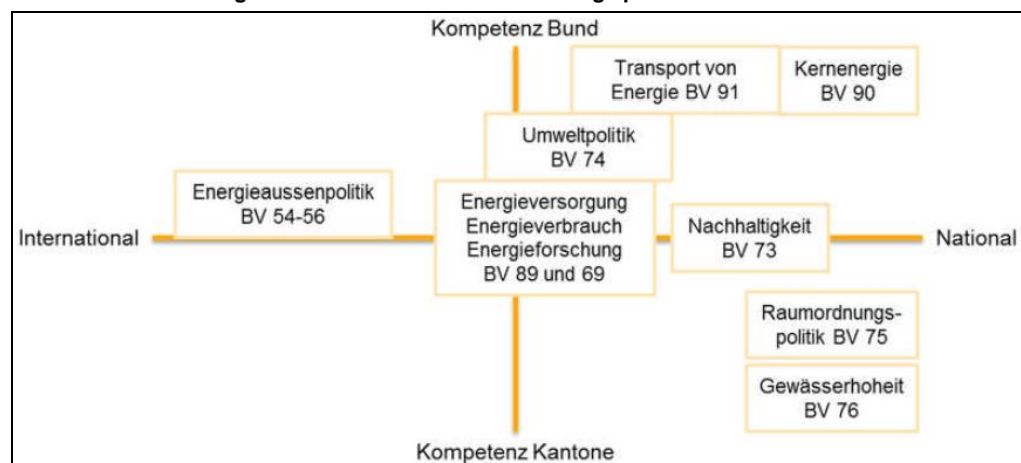 Kompetenz Bund
Transport von
Energie BV 91
Kernenergie
BV 90
Umweltpolitik
BV 74
Energieaussenpolitik
BV 54-56
Energieversorgung
Energieverbrauch
Energieforschung
BV 89 und 69
Nachhaltigkeit
BV 73
International
National
Raumordnungs-
politik BV 75
Gewässerhoheit
BV 76
Kompetenz Kantone